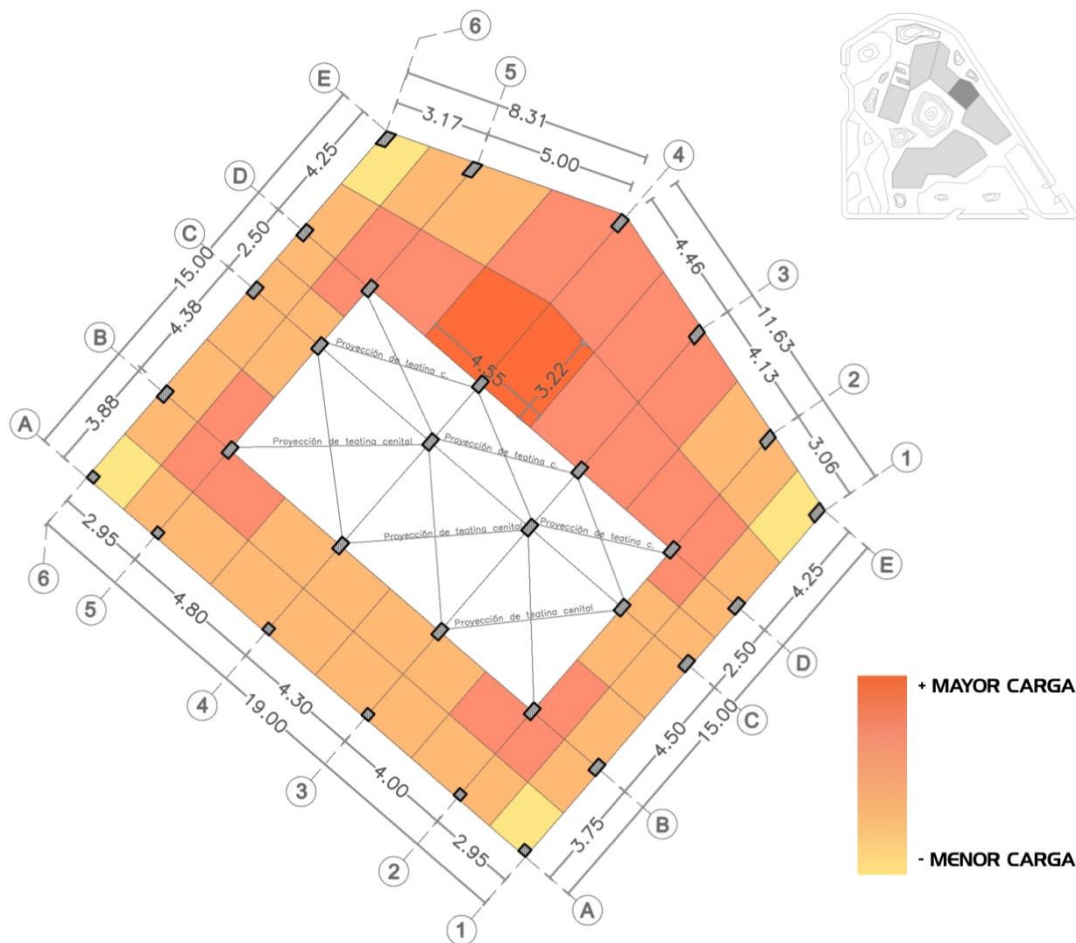 6
5
E
8.31
3.17
5.00
4
4.25
D
2.50
15.00
C
4.38
B
3.88
A
4.46
3
11.63
4.13
2
3.06
1
Proyección de teatina c.
4.55
3.22
Proyección de teatina cenital
Proyección de teatina c.
Proyección de teatina cenital
Proyección de teatina c.
Proyección de teatina cenital
2.95
6
5
4.80
4
4.30
19.00
3
4.00
2
2.95
1
E
4.25
D
2.50
C
15.00
4.50
B
3.75
A
+ MAYOR CARGA
- MENOR CARGA